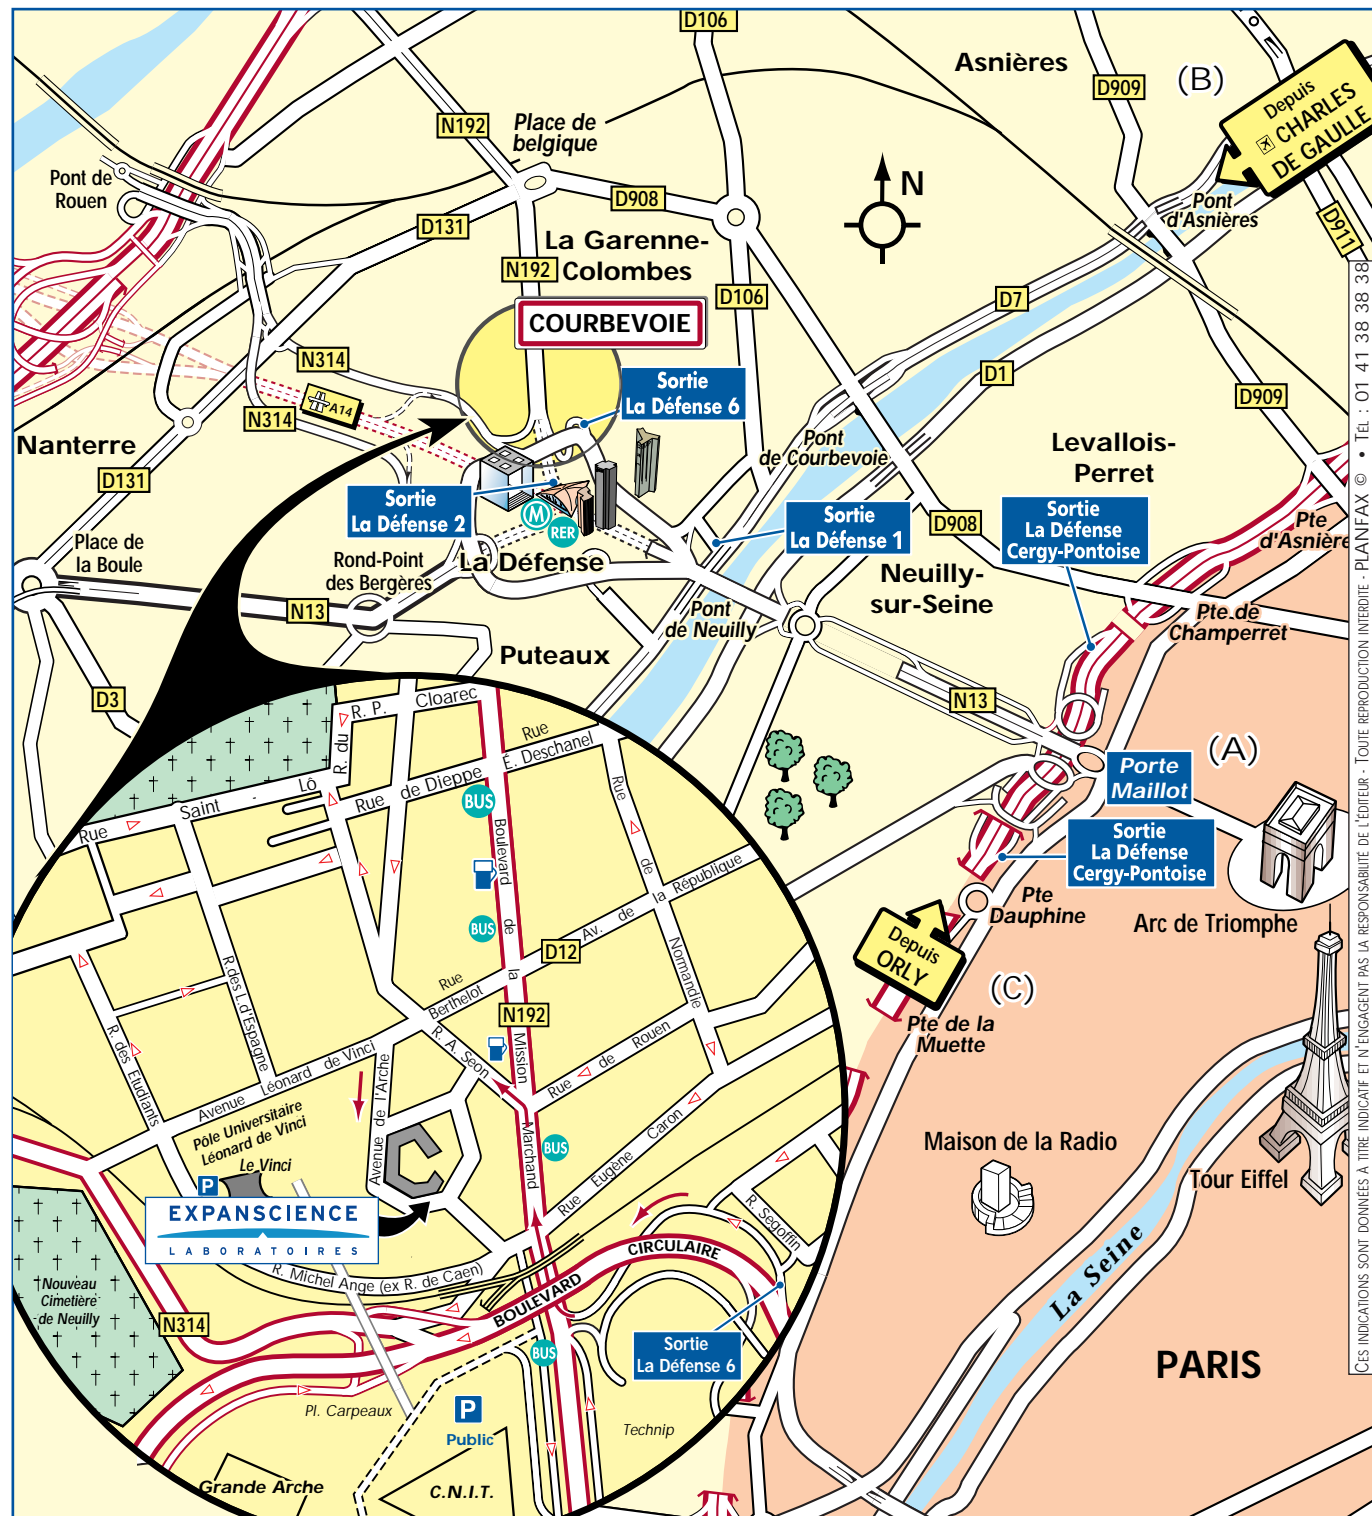 D106
Asnières
(B)
D909
Depuis
CHARLES
DE GAULLE
N192
Place de
belgique
Pont de
Rouen
D908
Pont
d'Asnières
D911
D131
La Garenne-
Colombes
N192
N
D106
D7
COURBEVOIE
N314
Sortie
La Défense 6
D1
D909
A14
N314
Nanterre
D131
Pont
de Courbevoie
Levallois-
Perret
Sortie
La Défense 2
M
RER
Sortie
La Défense 1
D908
Sortie
La Défense
Cergy-Pontoise
Pte
d'Asnière
Place de
la Boule
Rond-Point
des Bergères
La Défense
Neuilly-
sur-Seine
N13
Pont
de Neuilly
Pte.de
Champerret
Puteaux
D3
N13
(A)
Porte
Maillot
Sortie
La Défense
Cergy-Pontoise
Pte
Dauphine
Arc de Triomphe
Depuis
ORLY
(C)
Pte de la
Muette
Maison de la Radio
Tour Eiffel
La Seine
PARIS
R. P. Cloarec
R. du
Rue Saint - Lô
Rue de Dieppe
Rue
É. Deschanel
BUS
Boulevard de la Mission Marchand
Rue de Normandie
BUS
Av. de la République
D12
Rue
Berthelot
R.des L.d'Espagne
N192
R. des Etudiants
Avenue Léonard de Vinci
Avenue de l'Arche
R. A. Seon
Rue de Rouen
Pôle Universitaire
Léonard de Vinci
Le Vinci
P
BUS
Rue Eugène Caron
EXPANSCIENCE
LABORATOIRES
R. Segoffin
R. Michel Ange (ex R. de Caen)
BOULEVARD CIRCULAIRE
Nouveau
Cimetière
de Neuilly
N314
BUS
Sortie
La Défense 6
Pl. Carpeaux
P
Public
Technip
Grande Arche
C.N.I.T.
CES INDICATIONS SONT DONNÉES À TITRE INDICATIF ET N'ENGAGENT PAS LA RESPONSABILITÉ DE L'ÉDITEUR - TOUTE REPRODUCTION INTERDITE - PLANIFAX © • TEL : 01 41 38 38 38